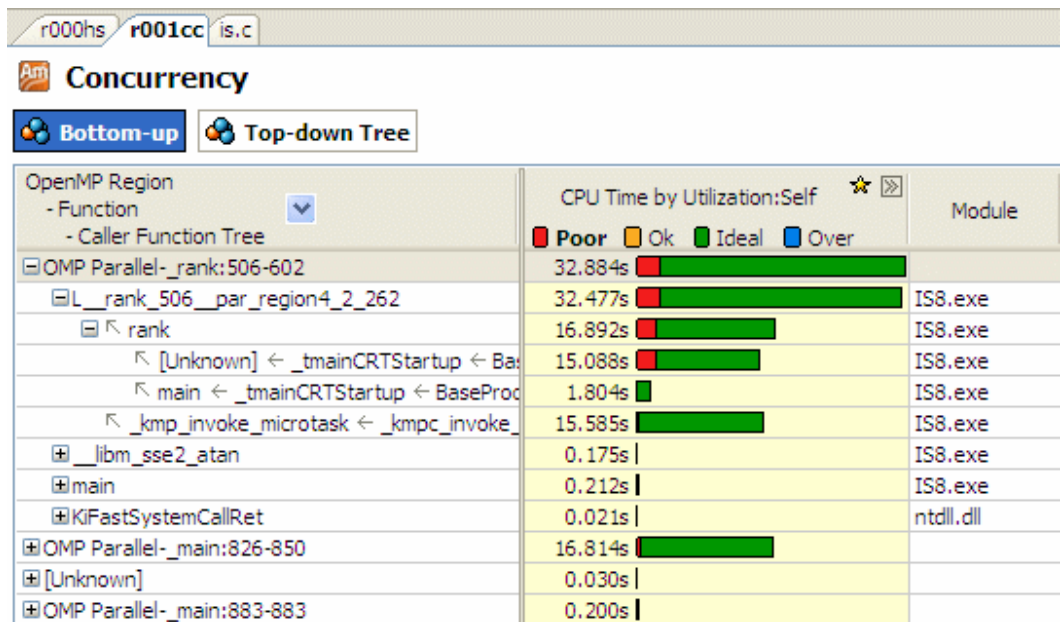 r000hs r001cc is.c
Am Concurrency
Bottom-up Top-down Tree
OpenMP Region
- Function
- Caller Function Tree
CPU Time by Utilization:Self
Poor Ok Ideal Over
Module
OMP Parallel-_rank:506-602 32.884s
L__rank_506__par_region4_2_262 32.477s IS8.exe
rank 16.892s IS8.exe
[Unknown] ← _tmainCRTStartup ← Bas 15.088s IS8.exe
main ← _tmainCRTStartup ← BaseProc 1.804s IS8.exe
_kmp_invoke_microtask ← _kmpc_invoke_ 15.585s IS8.exe
__libm_sse2_atan 0.175s IS8.exe
main 0.212s IS8.exe
KiFastSystemCallRet 0.021s ntdll.dll
OMP Parallel-_main:826-850 16.814s
[Unknown] 0.030s
OMP Parallel-_main:883-883 0.200s